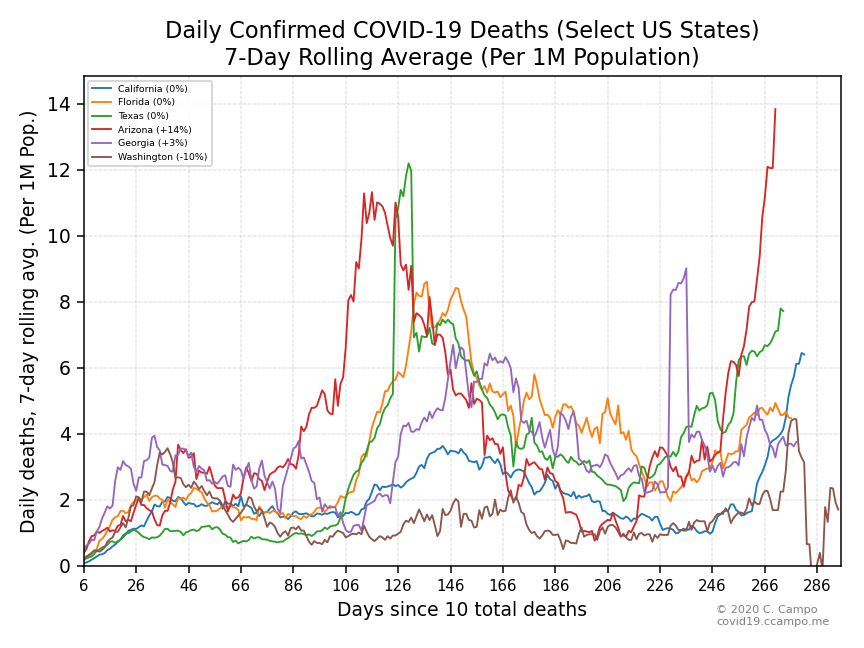 Daily Confirmed COVID-19 Deaths (Select US States)
7-Day Rolling Average (Per 1M Population)
Daily deaths, 7-day rolling avg. (Per 1M Pop.)
14
12
10
8
6
4
2
0
California (0%)
Florida (0%)
Texas (0%)
Arizona (+14%)
Georgia (+3%)
Washington (-10%)
6 26 46 66 86 106 126 146 166 186 206 226 246 266 286
Days since 10 total deaths
© 2020 C. Campo
covid19.ccampo.me